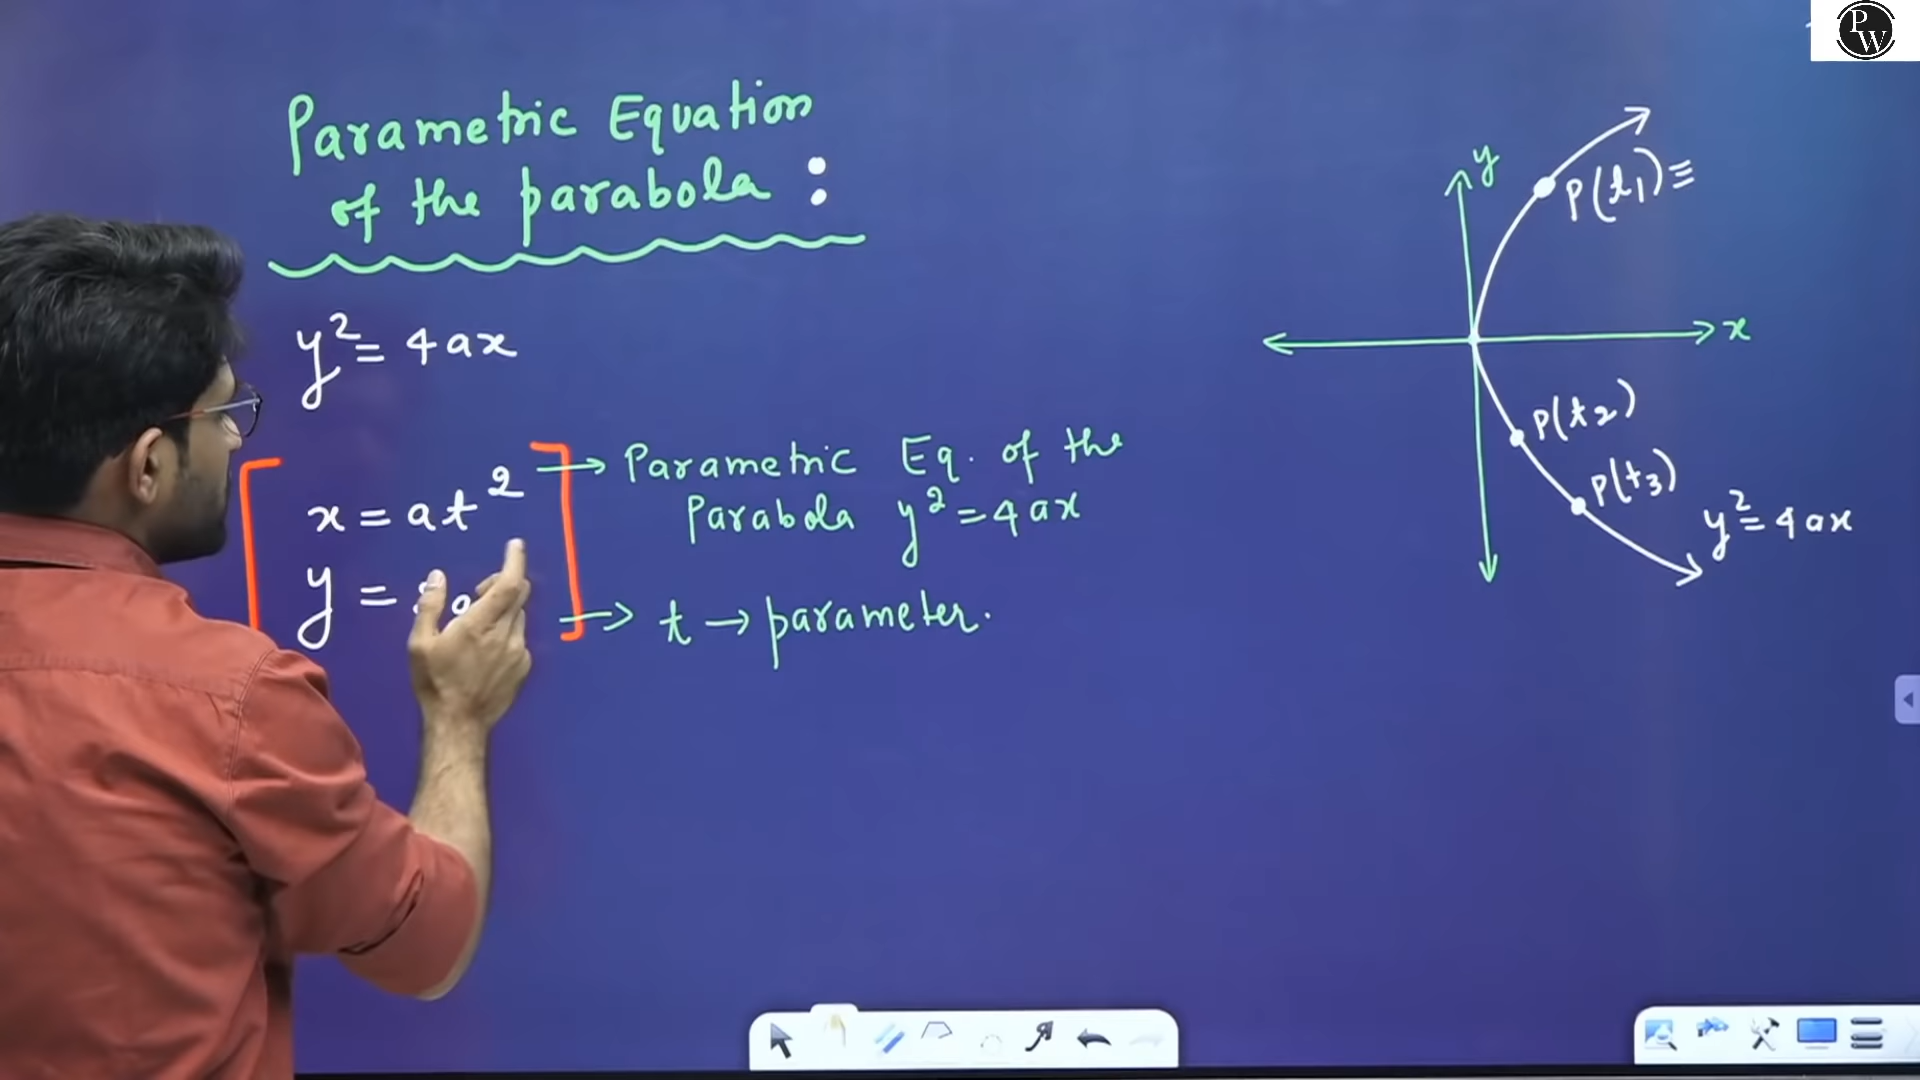 Parametric Equation
of the parabola :
y² = 4ax
x = at²
y =
→ Parametric Eq. of the
Parabola y² = 4ax
→ t → parameter.
y
P(t₁) ≡
x
P(t₂)
P(t₃)
y² = 4ax
PW